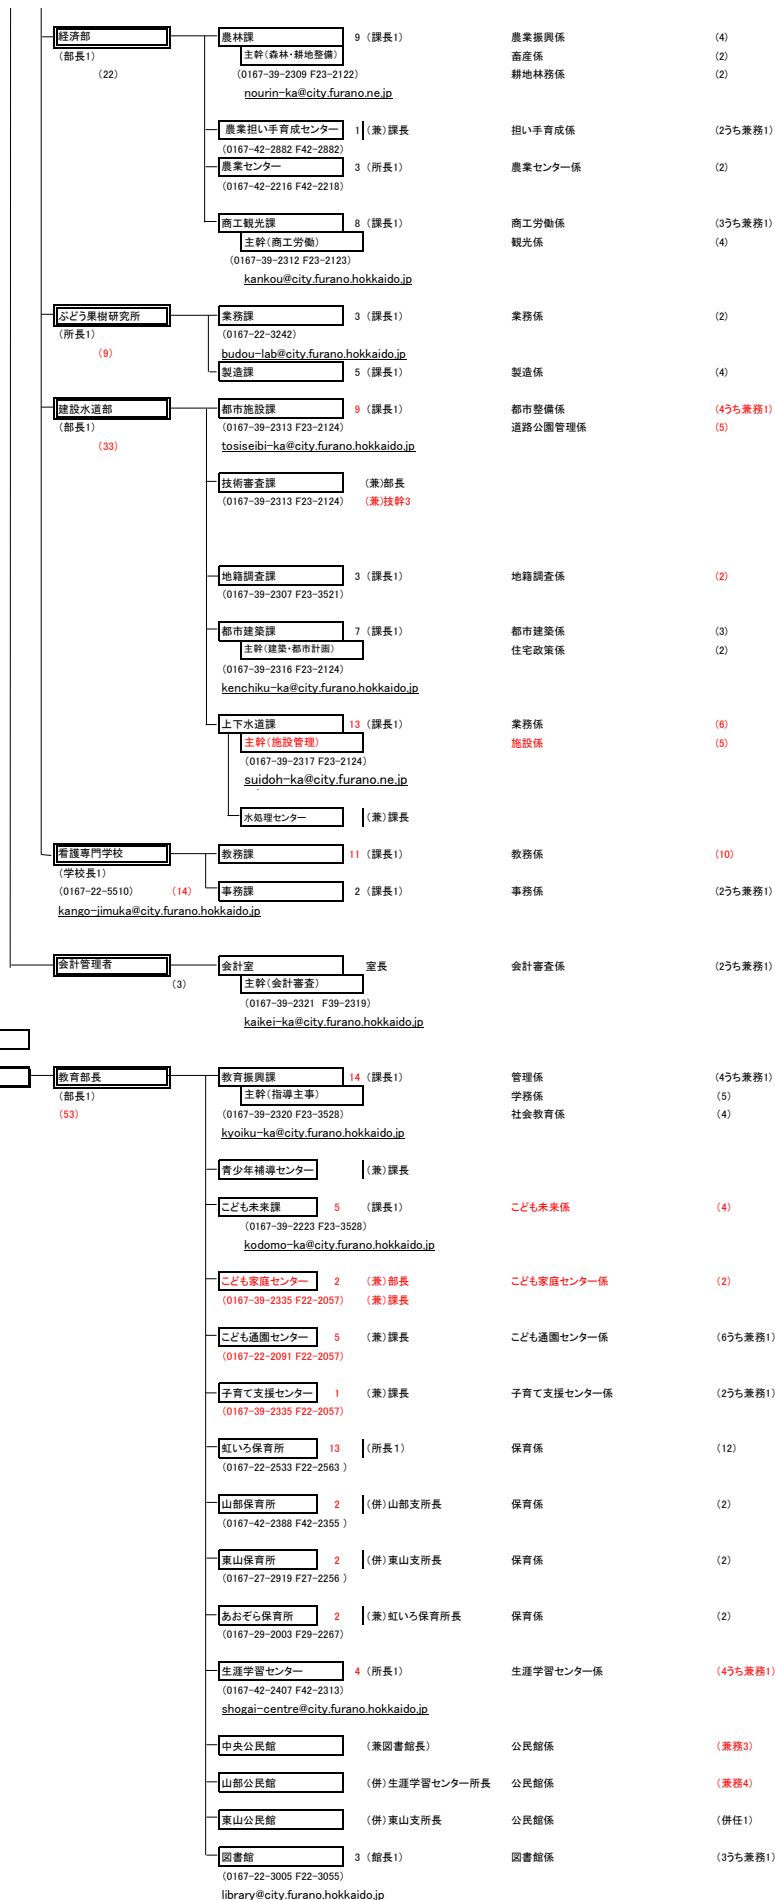 経済部 農林課 9 (課長1) 農業振興係 (4)
(部長1) 主幹(森林・耕地整備) 畜産係 (2)
(22) (0167-39-2309 F23-2122) 耕地林務係 (2)
nourin-ka@city.furano.ne.jp
農業担い手育成センター 1 (兼)課長 担い手育成係 (2うち兼務1)
(0167-42-2882 F42-2882)
農業センター 3 (所長1) 農業センター係 (2)
(0167-42-2216 F42-2218)
商工観光課 8 (課長1) 商工労働係 (3うち兼務1)
主幹(商工労働) 観光係 (4)
(0167-39-2312 F23-2123)
kankou@city.furano.hokkaido.jp
ぶどう果樹研究所 業務課 3 (課長1) 業務係 (2)
(所長1) (0167-22-3242)
(9) budou-lab@city.furano.hokkaido.jp
製造課 5 (課長1) 製造係 (4)
建設水道部 都市施設課 9 (課長1) 都市整備係 (4うち兼務1)
(部長1) (0167-39-2313 F23-2124) 道路公園管理係 (5)
(33) tosiseibi-ka@city.furano.hokkaido.jp
技術審査課 (兼)部長
(0167-39-2313 F23-2124) (兼)技幹3
地籍調査課 3 (課長1) 地籍調査係 (2)
(0167-39-2307 F23-3521)
都市建築課 7 (課長1) 都市建築係 (3)
主幹(建築・都市計画) 住宅政策係 (2)
(0167-39-2316 F23-2124)
kenchiku-ka@city.furano.hokkaido.jp
上下水道課 13 (課長1) 業務係 (6)
主幹(施設管理) 施設係 (5)
(0167-39-2317 F23-2124)
suidoh-ka@city.furano.ne.jp
水処理センター (兼)課長
看護専門学校 教務課 11 (課長1) 教務係 (10)
(学校長1)
(0167-22-5510) (14) 事務課 2 (課長1) 事務係 (2うち兼務1)
kango-jimuka@city.furano.hokkaido.jp
会計管理者 会計室 室長 会計審査係 (2うち兼務1)
(3) 主幹(会計審査)
(0167-39-2321 F39-2319)
kaikei-ka@city.furano.hokkaido.jp
教育部長 教育振興課 14 (課長1) 管理係 (4うち兼務1)
(部長1) 主幹(指導主事) 学務係 (5)
(53) (0167-39-2320 F23-3528) 社会教育係 (4)
kyoiku-ka@city.furano.hokkaido.jp
青少年補導センター (兼)課長
こども未来課 5 (課長1) こども未来係 (4)
(0167-39-2223 F23-3528)
kodomo-ka@city.furano.hokkaido.jp
こども家庭センター 2 (兼)部長 こども家庭センター係 (2)
(0167-39-2335 F22-2057) (兼)課長
こども通園センター 5 (兼)課長 こども通園センター係 (6うち兼務1)
(0167-22-2091 F22-2057)
子育て支援センター 1 (兼)課長 子育て支援センター係 (2うち兼務1)
(0167-39-2335 F22-2057)
虹いろ保育所 13 (所長1) 保育係 (12)
(0167-22-2533 F22-2563 )
山部保育所 2 (併)山部支所長 保育係 (2)
(0167-42-2388 F42-2355 )
東山保育所 2 (併)東山支所長 保育係 (2)
(0167-27-2919 F27-2256 )
あおぞら保育所 2 (兼)虹いろ保育所長 保育係 (2)
(0167-29-2003 F29-2267)
生涯学習センター 4 (所長1) 生涯学習センター係 (4うち兼務1)
(0167-42-2407 F42-2313)
shogai-centre@city.furano.hokkaido.jp
中央公民館 (兼図書館長) 公民館係 (兼務3)
山部公民館 (併)生涯学習センター所長 公民館係 (兼務4)
東山公民館 (併)東山支所長 公民館係 (併任1)
図書館 3 (館長1) 図書館係 (3うち兼務1)
(0167-22-3005 F22-3055)
library@city.furano.hokkaido.jp